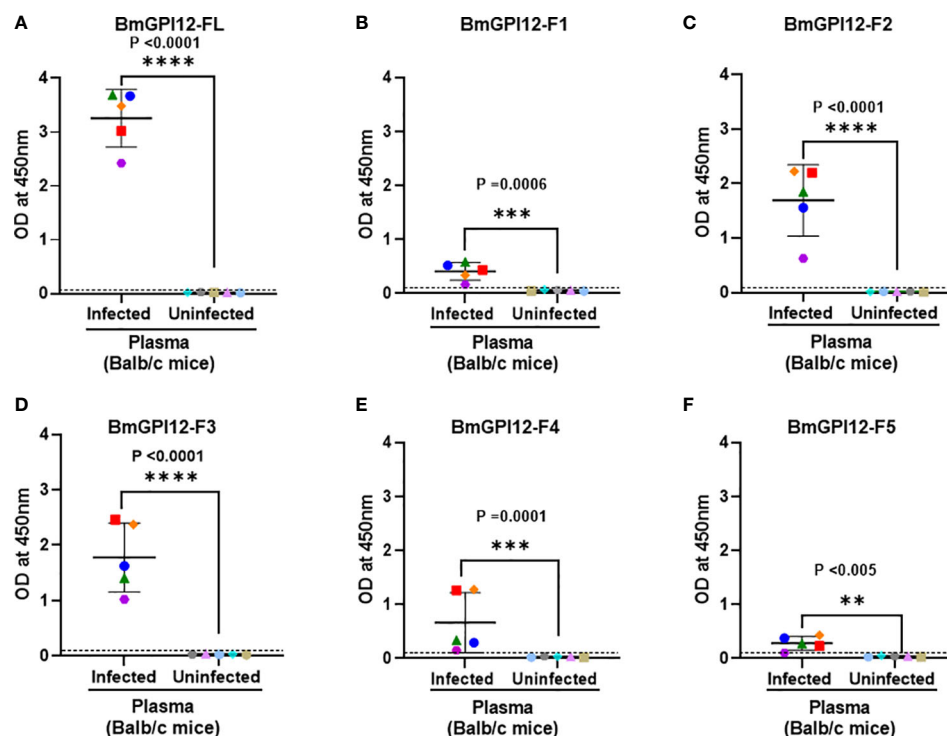 A
BmGPI12-FL
P <0.0001
****
OD at 450nm
4
3
2
1
0
Infected Uninfected
Plasma
(Balb/c mice)
B
BmGPI12-F1
P =0.0006
***
OD at 450nm
4
3
2
1
0
Infected Uninfected
Plasma
(Balb/c mice)
C
BmGPI12-F2
P <0.0001
****
OD at 450nm
4
3
2
1
0
Infected Uninfected
Plasma
(Balb/c mice)
D
BmGPI12-F3
P <0.0001
****
OD at 450nm
4
3
2
1
0
Infected Uninfected
Plasma
(Balb/c mice)
E
BmGPI12-F4
P =0.0001
***
OD at 450nm
4
3
2
1
0
Infected Uninfected
Plasma
(Balb/c mice)
F
BmGPI12-F5
P <0.005
**
OD at 450nm
4
3
2
1
0
Infected Uninfected
Plasma
(Balb/c mice)